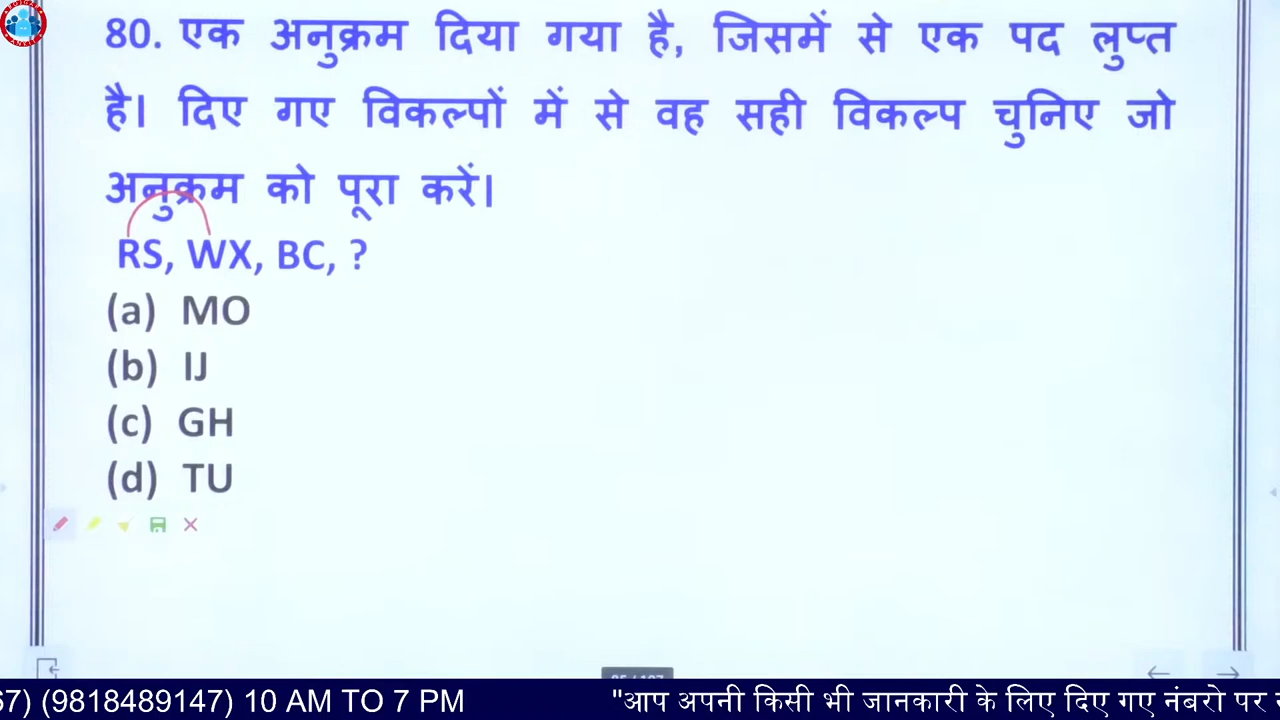 80. एक अनुक्रम दिया गया है, जिसमें से एक पद लुप्त
है। दिए गए विकल्पों में से वह सही विकल्प चुनिए जो
अनुक्रम को पूरा करें।
RS, WX, BC, ?
(a) MO
(b) IJ
(c) GH
(d) TU
67) (9818489147) 10 AM TO 7 PM "आप अपनी किसी भी जानकारी के लिए दिए गए नंबरो पर